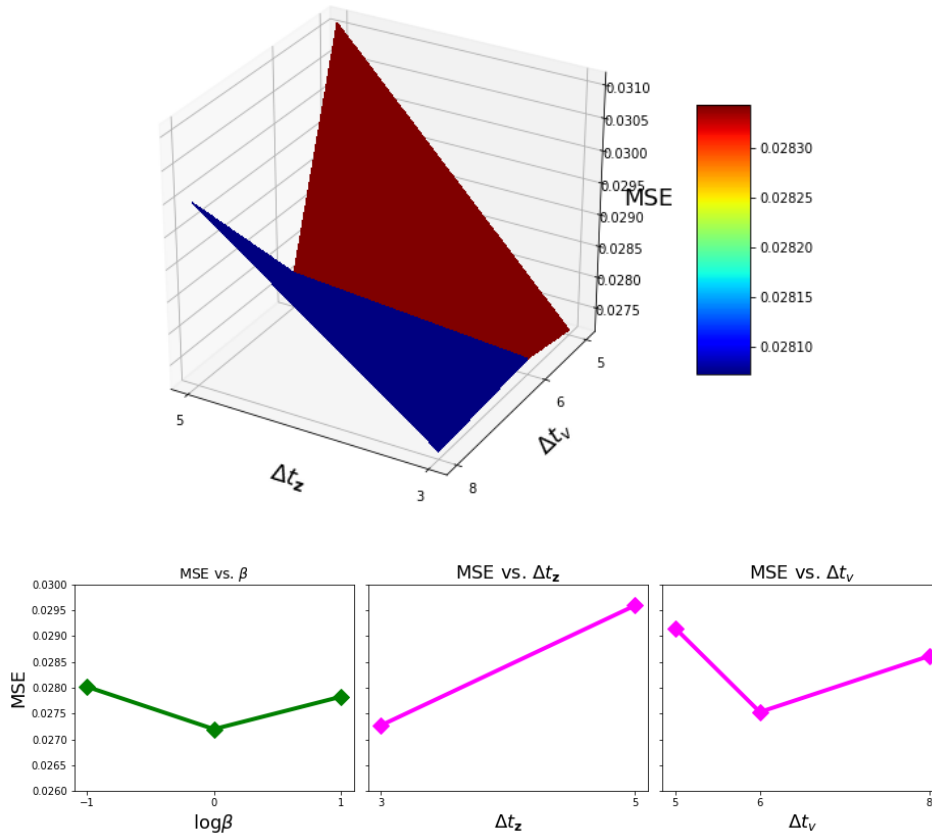 0.0310
0.0305
0.0300
0.0295
MSE
0.0290
0.0285
0.0280
0.0275
0.02830
0.02825
0.02820
0.02815
0.02810
5
6
8
Δt_v
5
3
Δt_z
MSE vs. β
MSE vs. Δt_z
MSE vs. Δt_v
0.0300
0.0295
0.0290
0.0285
0.0280
0.0275
0.0270
0.0265
0.0260
MSE
−1 0 1
3 5
5 6 8
logβ
Δt_z
Δt_v